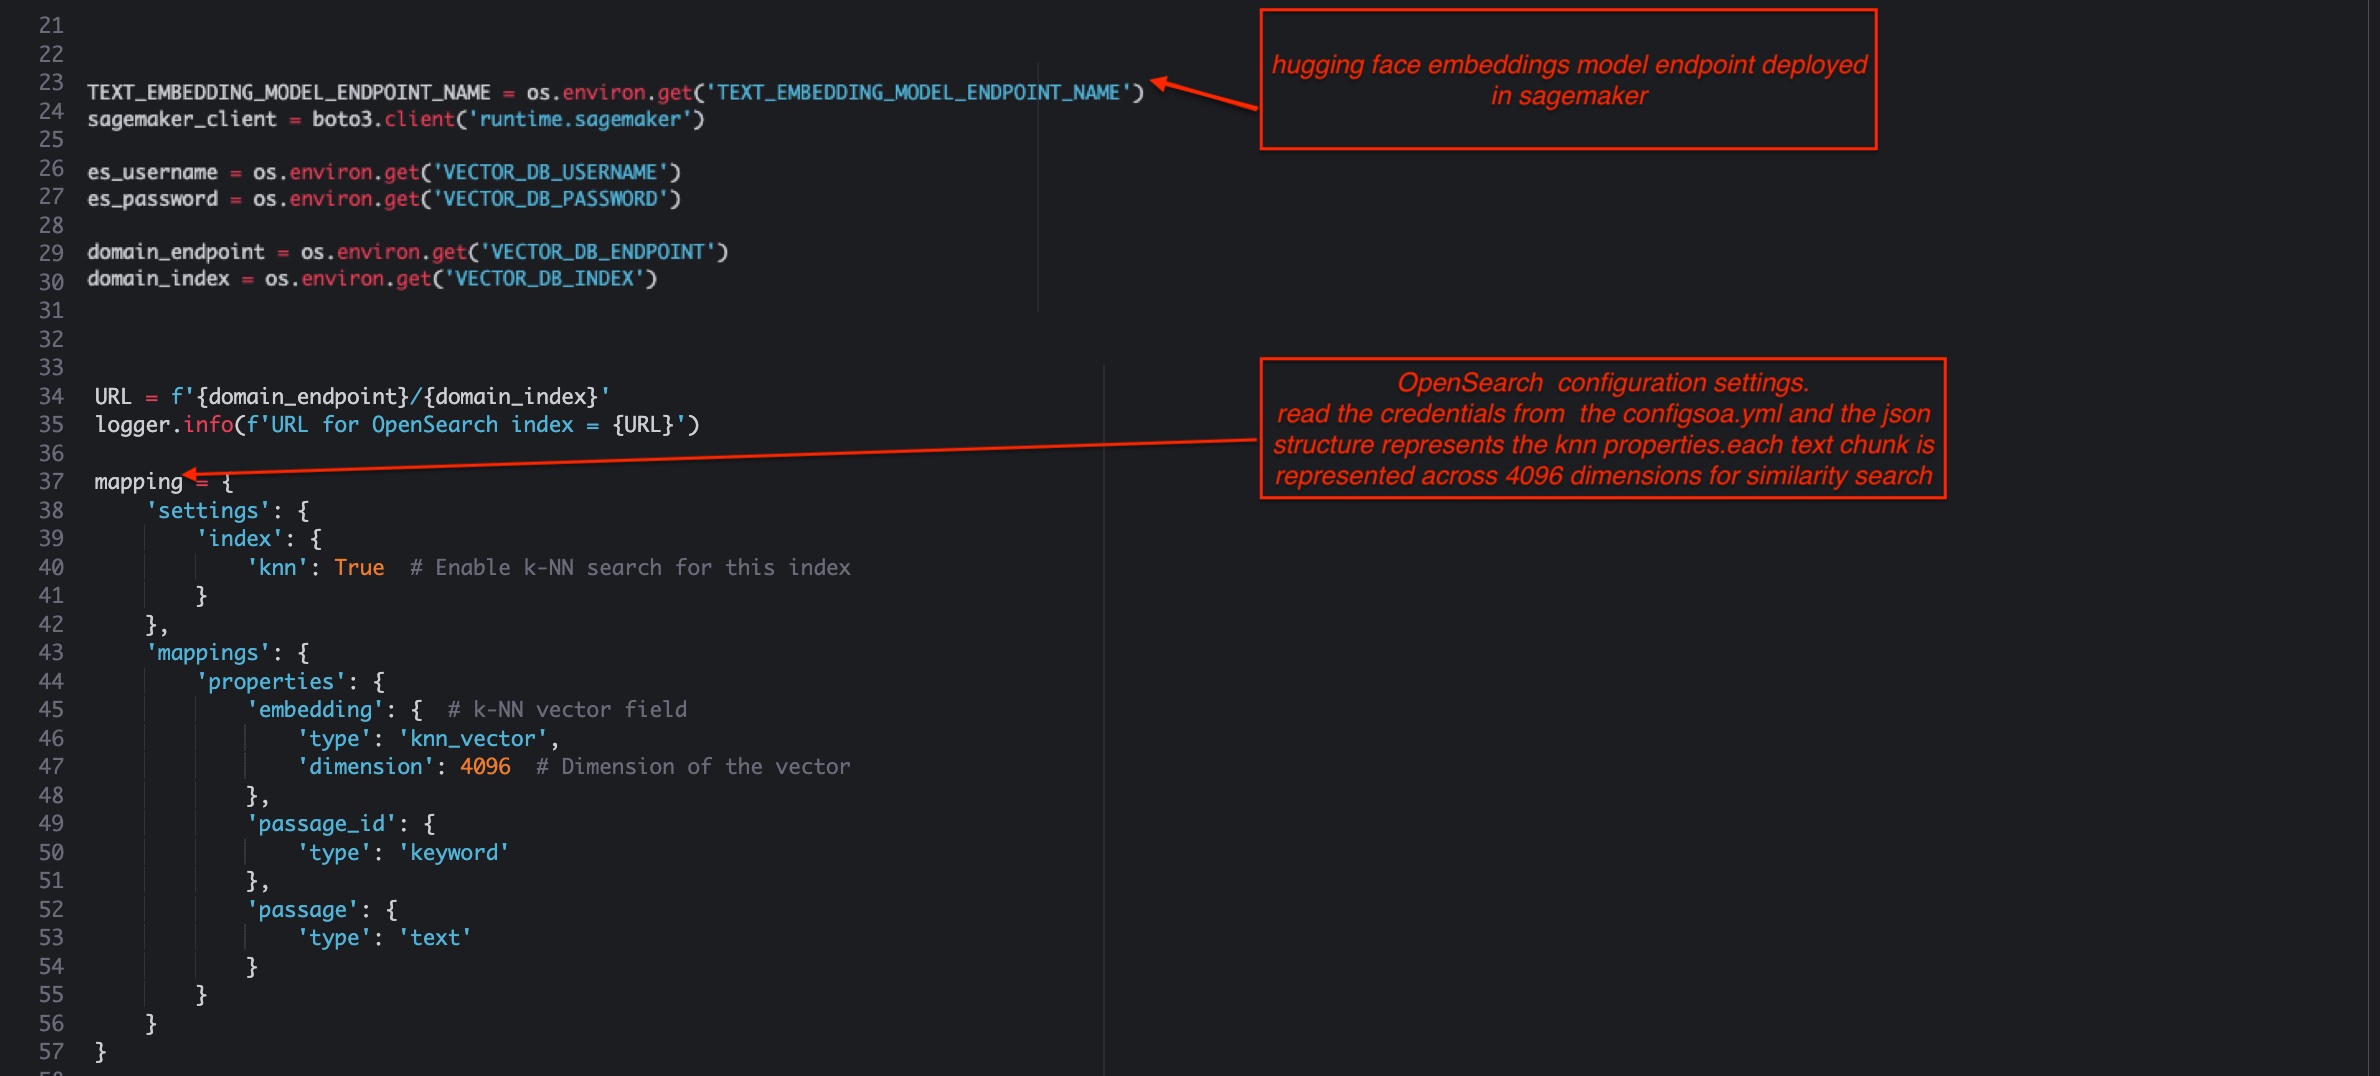 21
22
23 TEXT_EMBEDDING_MODEL_ENDPOINT_NAME = os.environ.get('TEXT_EMBEDDING_MODEL_ENDPOINT_NAME')
24 sagemaker_client = boto3.client('runtime.sagemaker')
25
26 es_username = os.environ.get('VECTOR_DB_USERNAME')
27 es_password = os.environ.get('VECTOR_DB_PASSWORD')
28
29 domain_endpoint = os.environ.get('VECTOR_DB_ENDPOINT')
30 domain_index = os.environ.get('VECTOR_DB_INDEX')
31
32
33
34 URL = f'{domain_endpoint}/{domain_index}'
35 logger.info(f'URL for OpenSearch index = {URL}')
36
37 mapping = {
38 'settings': {
39 'index': {
40 'knn': True # Enable k-NN search for this index
41 }
42 },
43 'mappings': {
44 'properties': {
45 'embedding': { # k-NN vector field
46 'type': 'knn_vector',
47 'dimension': 4096 # Dimension of the vector
48 },
49 'passage_id': {
50 'type': 'keyword'
51 },
52 'passage': {
53 'type': 'text'
54 }
55 }
56 }
57 }
hugging face embeddings model endpoint deployed
in sagemaker
OpenSearch configuration settings.
read the credentials from the configsoa.yml and the json
structure represents the knn properties.each text chunk is
represented across 4096 dimensions for similarity search